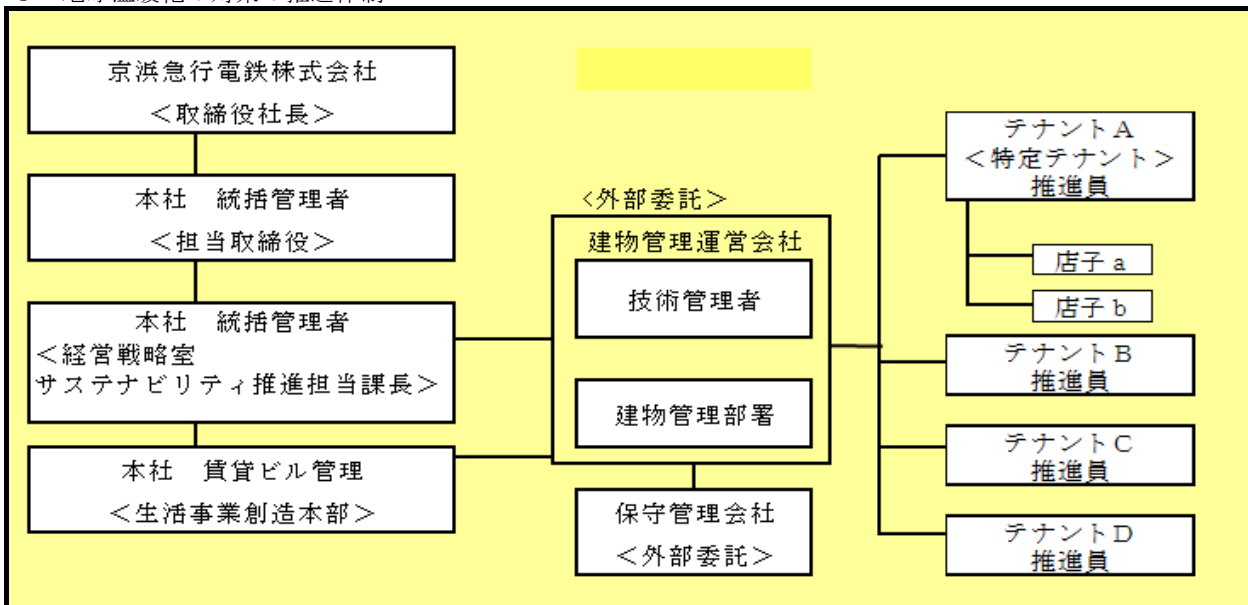 京浜急行電鉄株式会社
＜取締役社長＞
本社　統括管理者
＜担当取締役＞
本社　統括管理者
＜経営戦略室
サステナビリティ推進担当課長＞
本社　賃貸ビル管理
＜生活事業創造本部＞
＜外部委託＞
建物管理運営会社
技術管理者
建物管理部署
保守管理会社
＜外部委託＞
テナントＡ
＜特定テナント＞
推進員
店子ａ
店子ｂ
テナントＢ
推進員
テナントＣ
推進員
テナントＤ
推進員